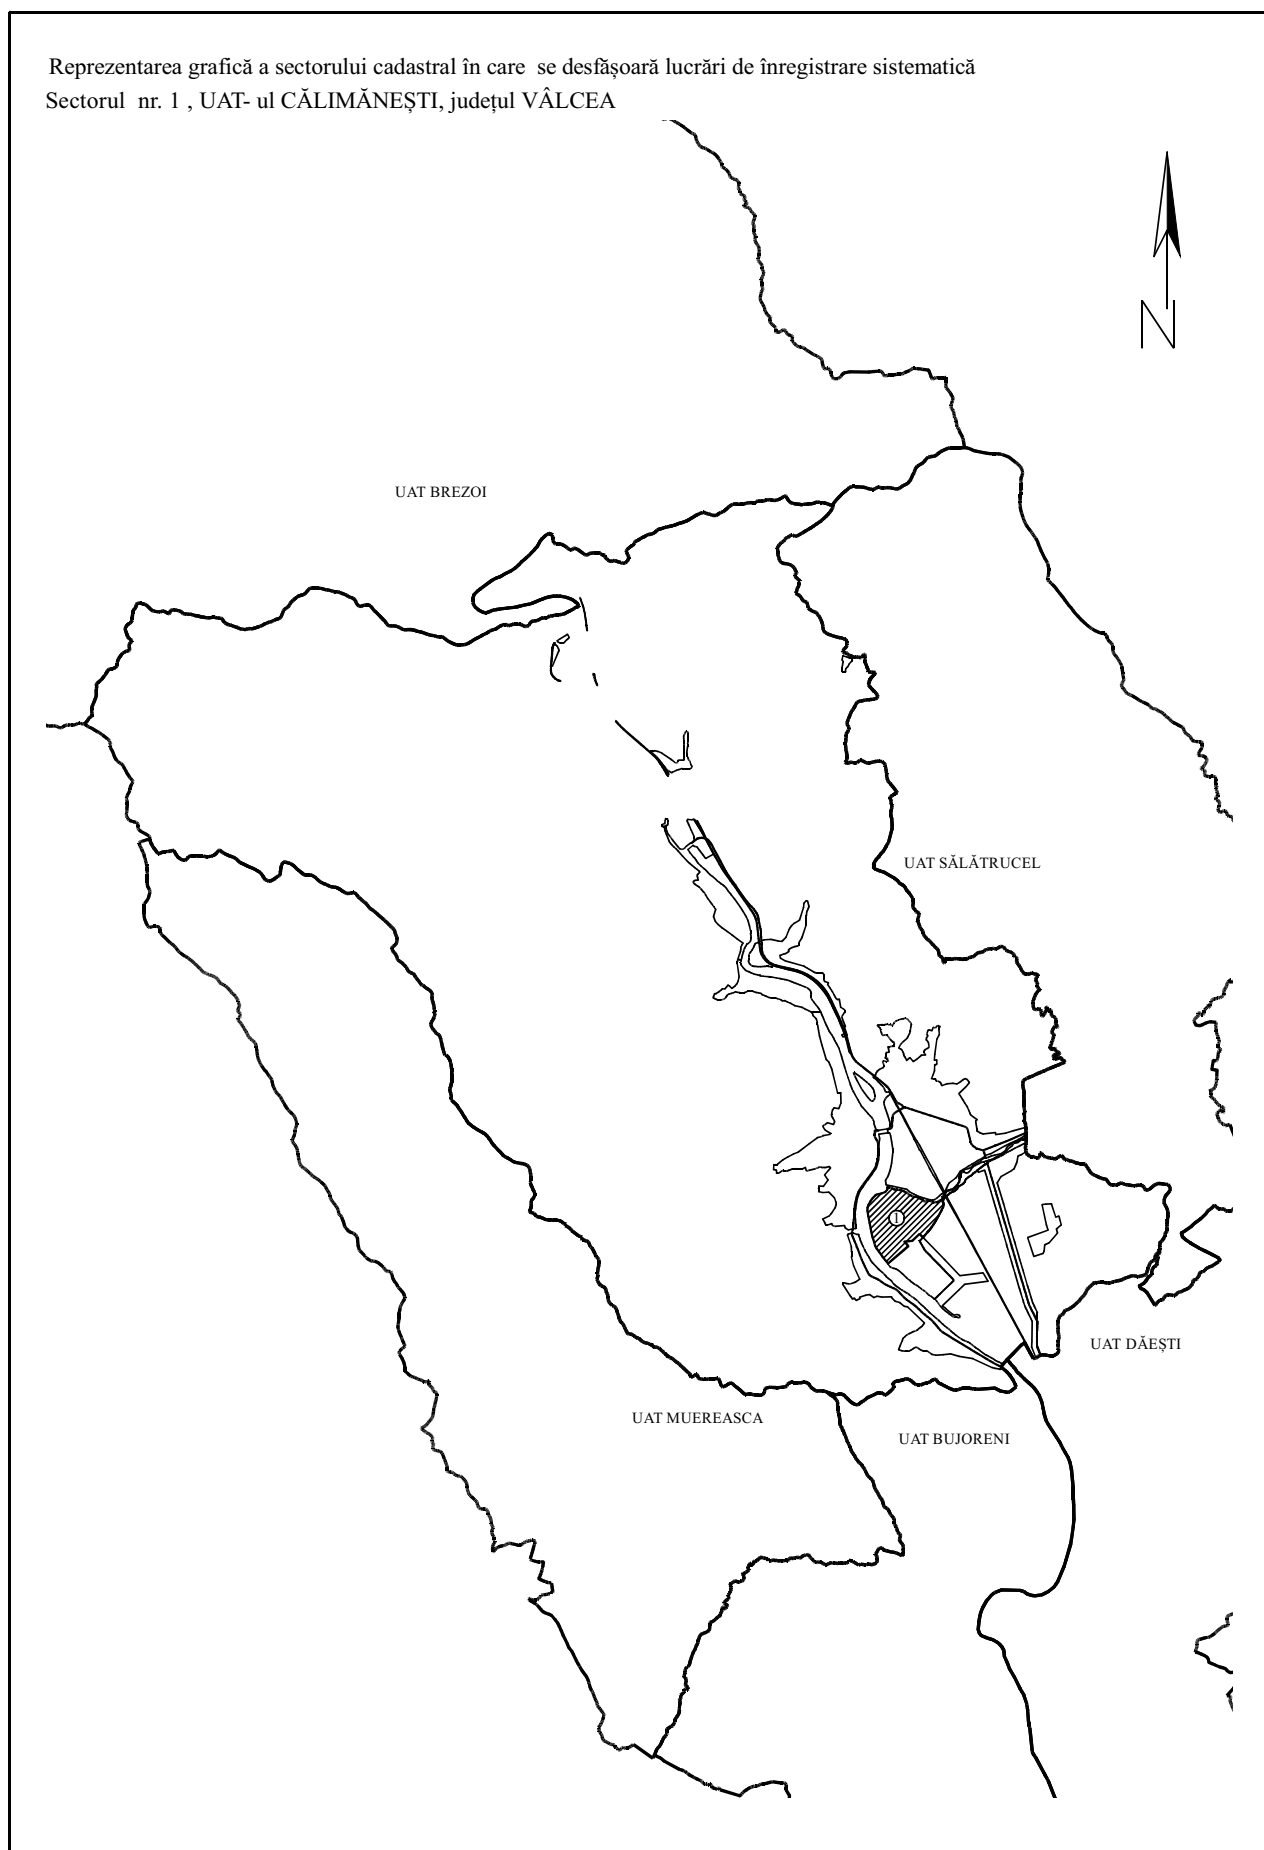 Reprezentarea grafică a sectorului cadastral în care se desfășoară lucrări de înregistrare sistematică
Sectorul nr. 1 , UAT- ul CĂLIMĂNEȘTI, județul VÂLCEA
N
UAT BREZOI
UAT SĂLĂTRUCEL
1
UAT DĂEȘTI
UAT MUEREASCA
UAT BUJORENI